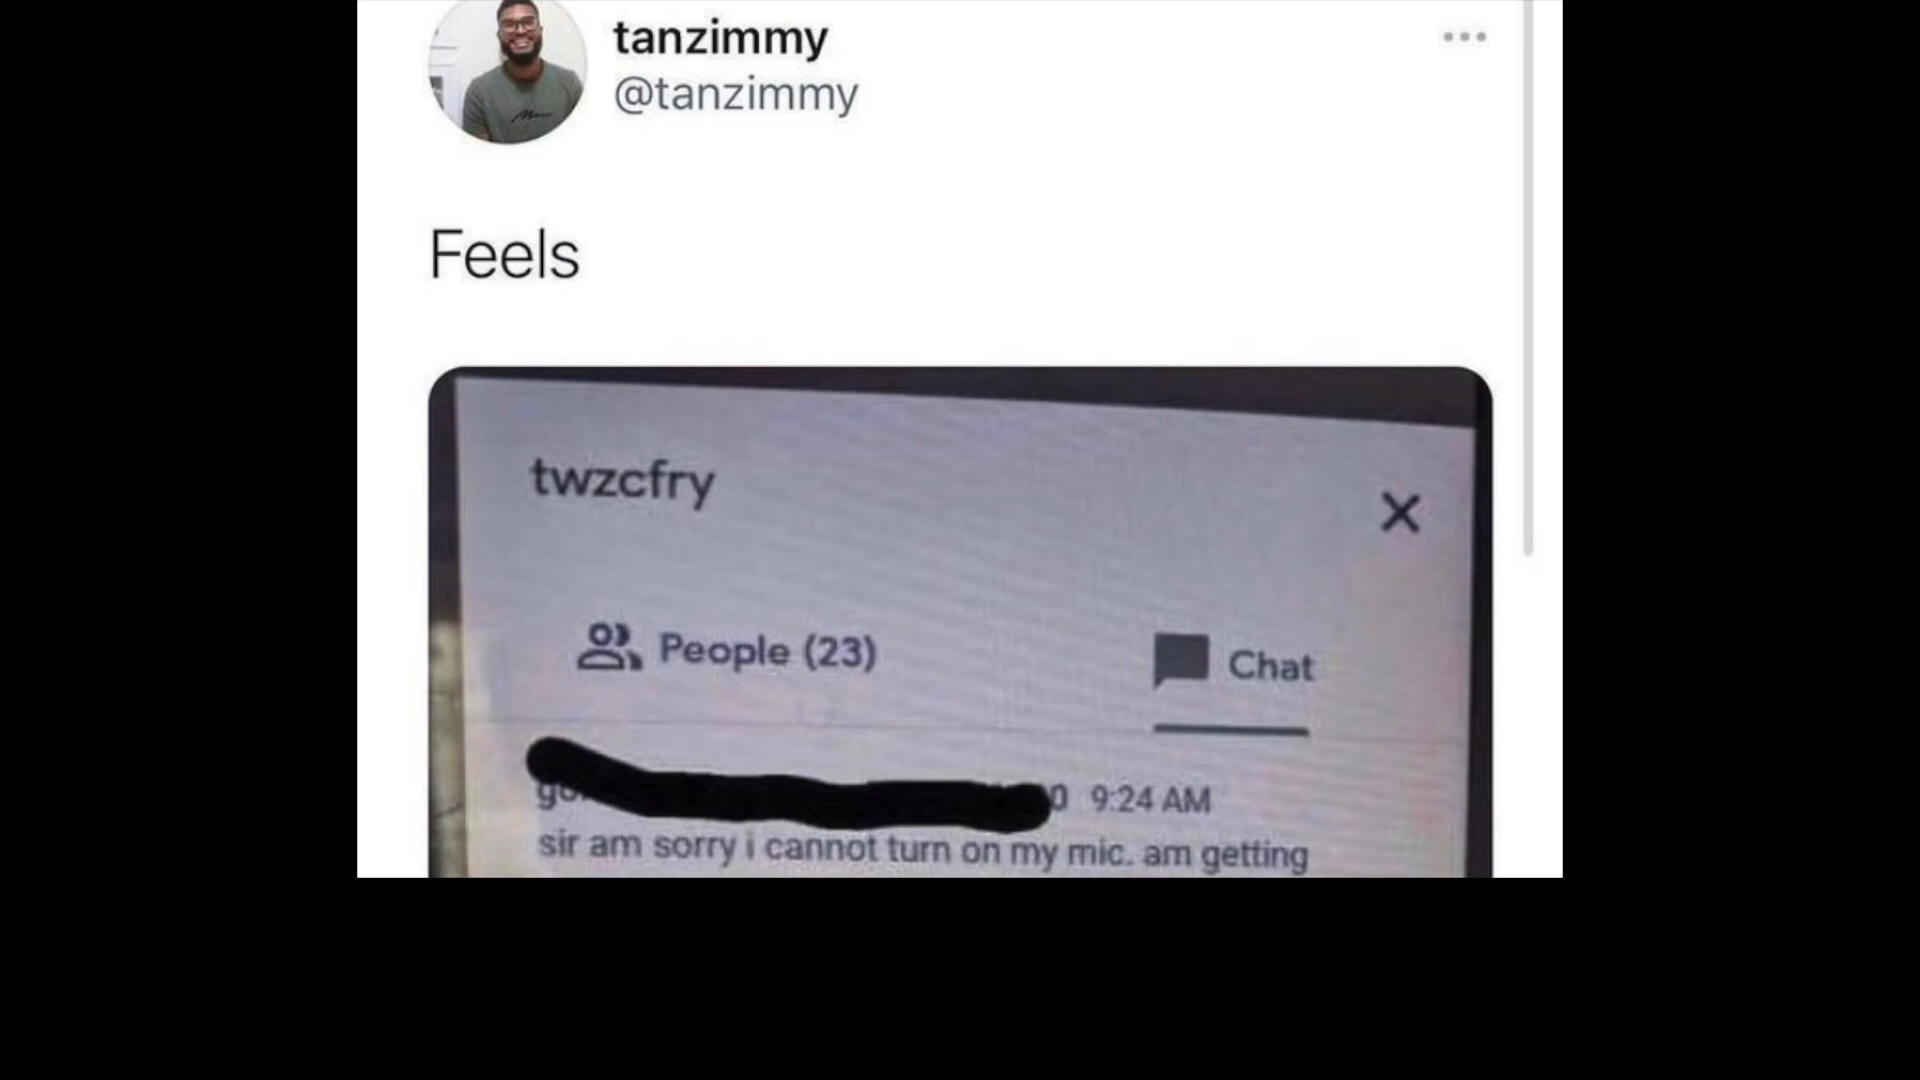 tanzimmy
@tanzimmy
Feels
twzcfry
People (23)
Chat
9:24 AM
sir am sorry i cannot turn on my mic. am getting